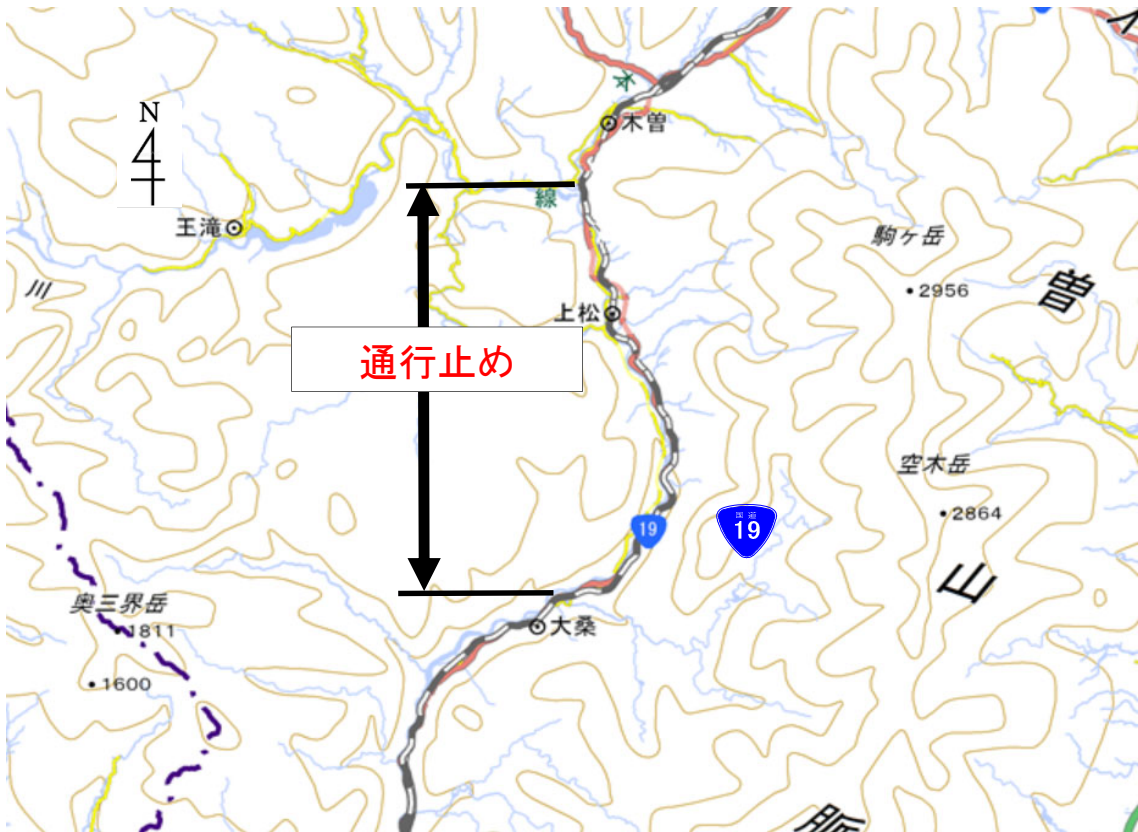 N
木
木曽
線
王滝
駒ヶ岳
2956
曽
川
上松
通行止め
空木岳
2864
19
国道
19
山
奥三界岳
1811
大桑
1600
脈